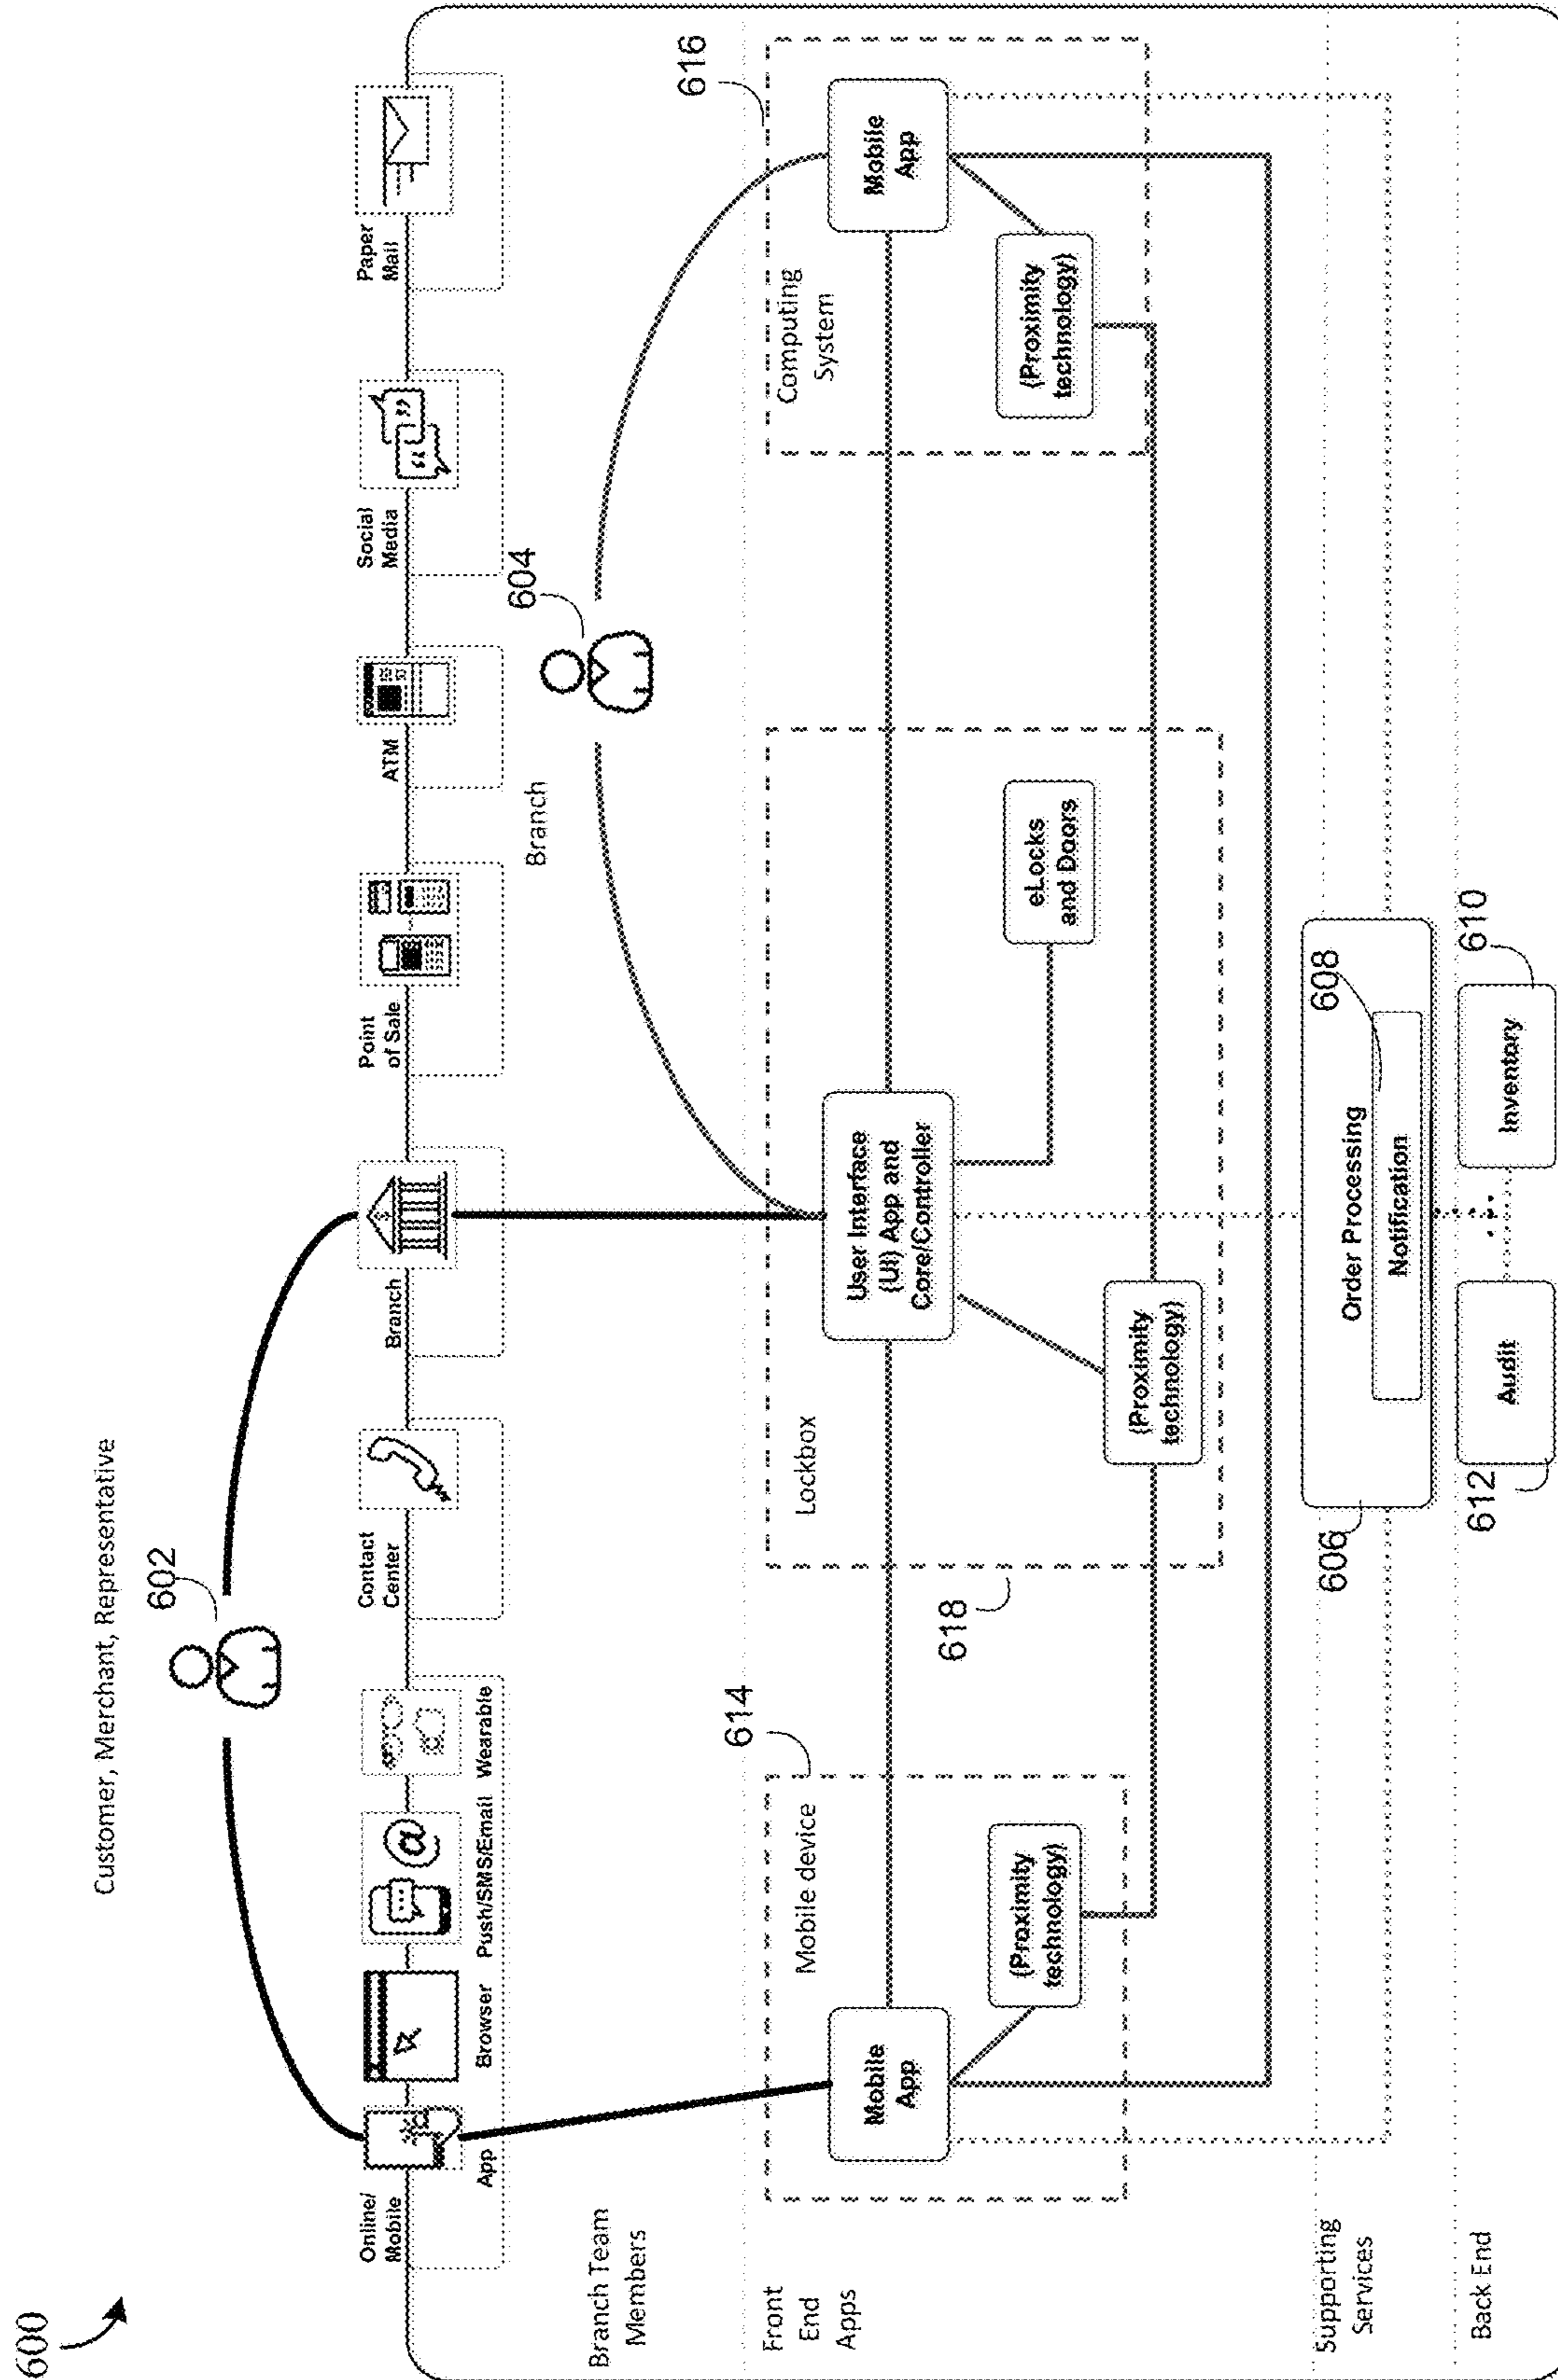 600
Customer, Merchant, Representative
602
Online/
Mobile
Contact
Center
Branch
Point
of Sale
ATM
Social
Media
Paper
Mail
@
“ ”
App
Browser
Push/SMS/Email
Wearable
Branch
604
Branch Team
Members
614
616
Front
End
Apps
Mobile device
Lockbox
Computing
System
Mobile
App
User Interface
(UI) App and
Core/Controller
Mobile
App
618
(Proximity
technology)
eLocks
and Doors
(Proximity
technology)
(Proximity
technology)
Supporting
Services
606
Order Processing
608
Notification
Back End
612
Audit
Inventory
610